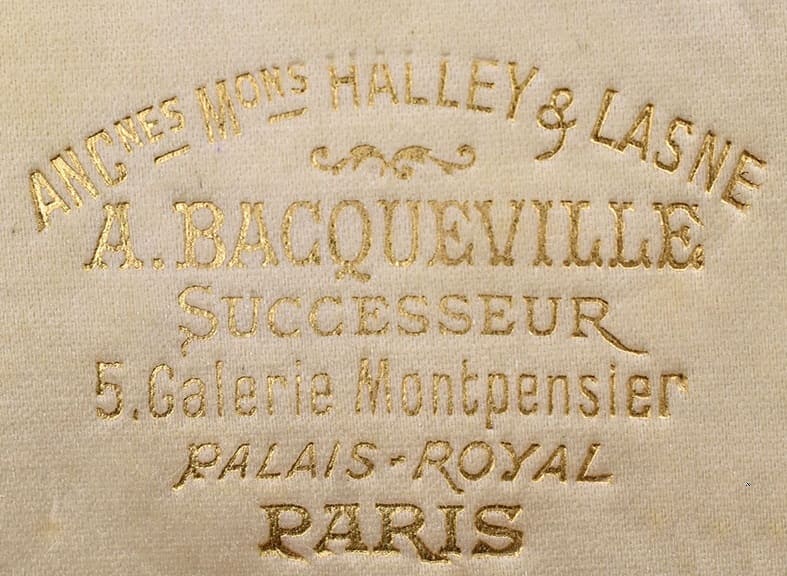 ANCNES MONS HALLEY & LASNE
A. BACQUEVILLE
SUCCESSEUR
5. Galerie Montpensier
PALAIS-ROYAL
PARIS